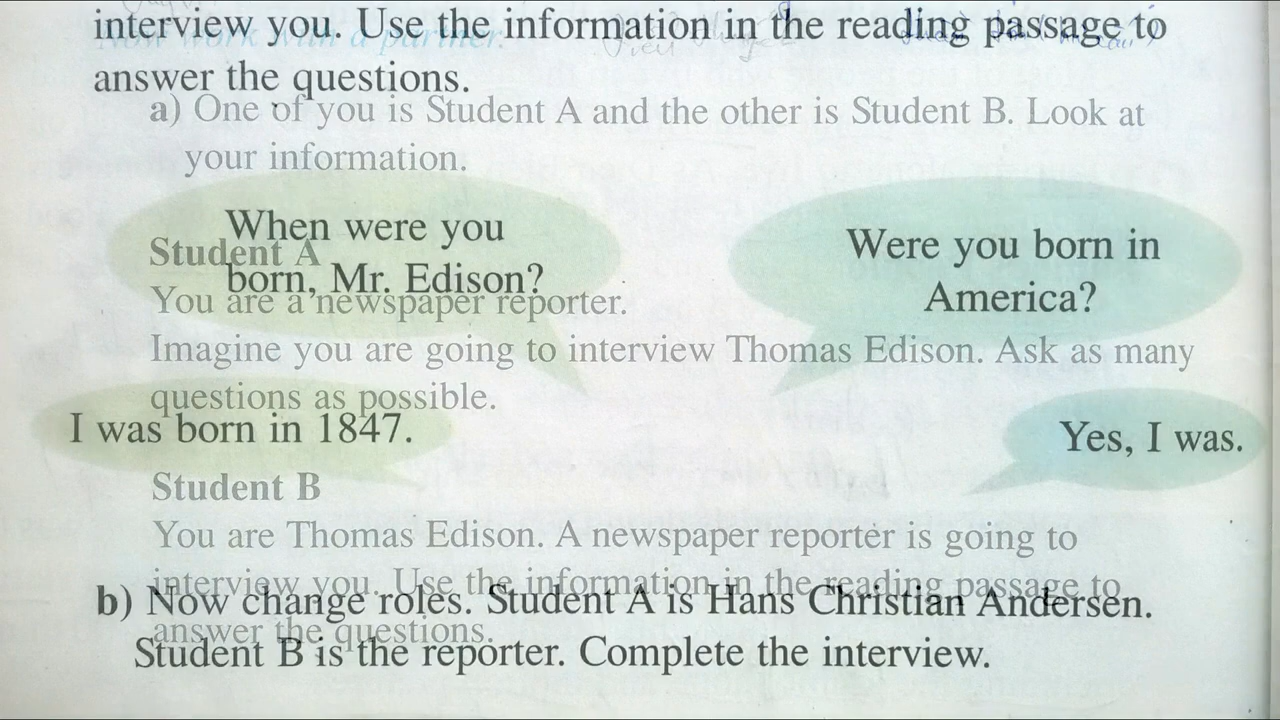 interview you. Use the information in the reading passage to
Now work with a partner.
answer the questions.
a) One of you is Student A and the other is Student B. Look at
your information.
When were you
born, Mr. Edison?
Were you born in
America?
Student A
You are a newspaper reporter.
Imagine you are going to interview Thomas Edison. Ask as many
questions as possible.
I was born in 1847.
Yes, I was.
Student B
You are Thomas Edison. A newspaper reporter is going to
interview you. Use the information in the reading passage to
answer the questions.
b) Now change roles. Student A is Hans Christian Andersen.
Student B is the reporter. Complete the interview.